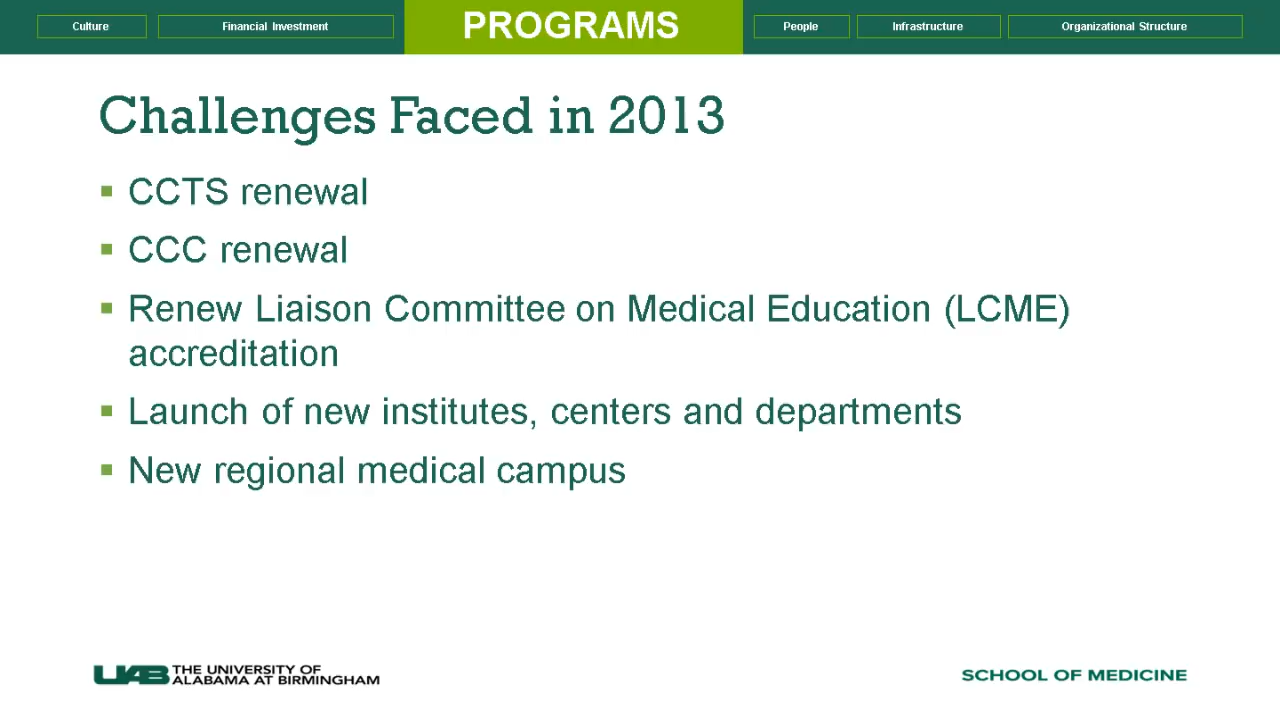 Culture
Financial Investment
PROGRAMS
People
Infrastructure
Organizational Structure
Challenges Faced in 2013
▪ CCTS renewal
▪ CCC renewal
▪ Renew Liaison Committee on Medical Education (LCME)
accreditation
▪ Launch of new institutes, centers and departments
▪ New regional medical campus
UAB THE UNIVERSITY OF
ALABAMA AT BIRMINGHAM
SCHOOL OF MEDICINE